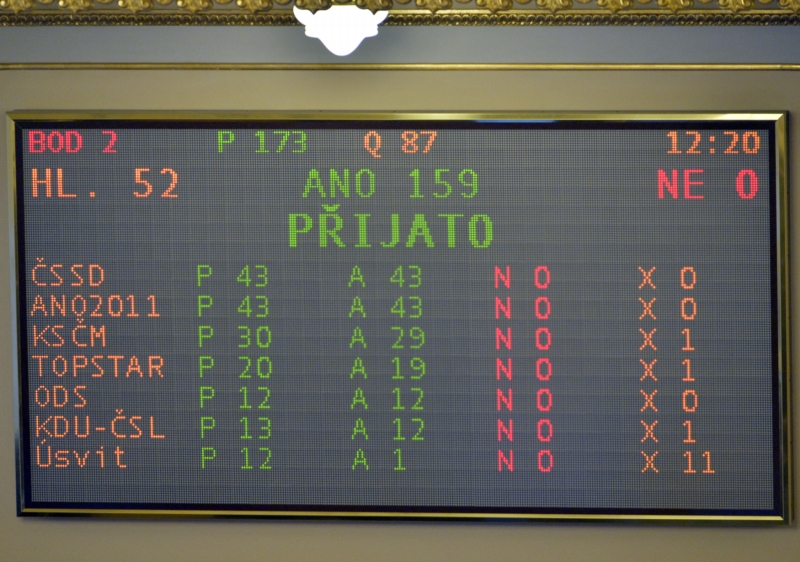 BOD 2 P 173 Q 87 12:20
HL. 52 ANO 159 NE 0
PŘIJATO
ČSSD P 43 A 43 N 0 X 0
ANO2011 P 43 A 43 N 0 X 0
KSČM P 30 A 29 N 0 X 1
TOPSTAR P 20 A 19 N 0 X 1
ODS P 12 A 12 N 0 X 0
KDU-ČSL P 13 A 12 N 0 X 1
Úsvit P 12 A 1 N 0 X 11